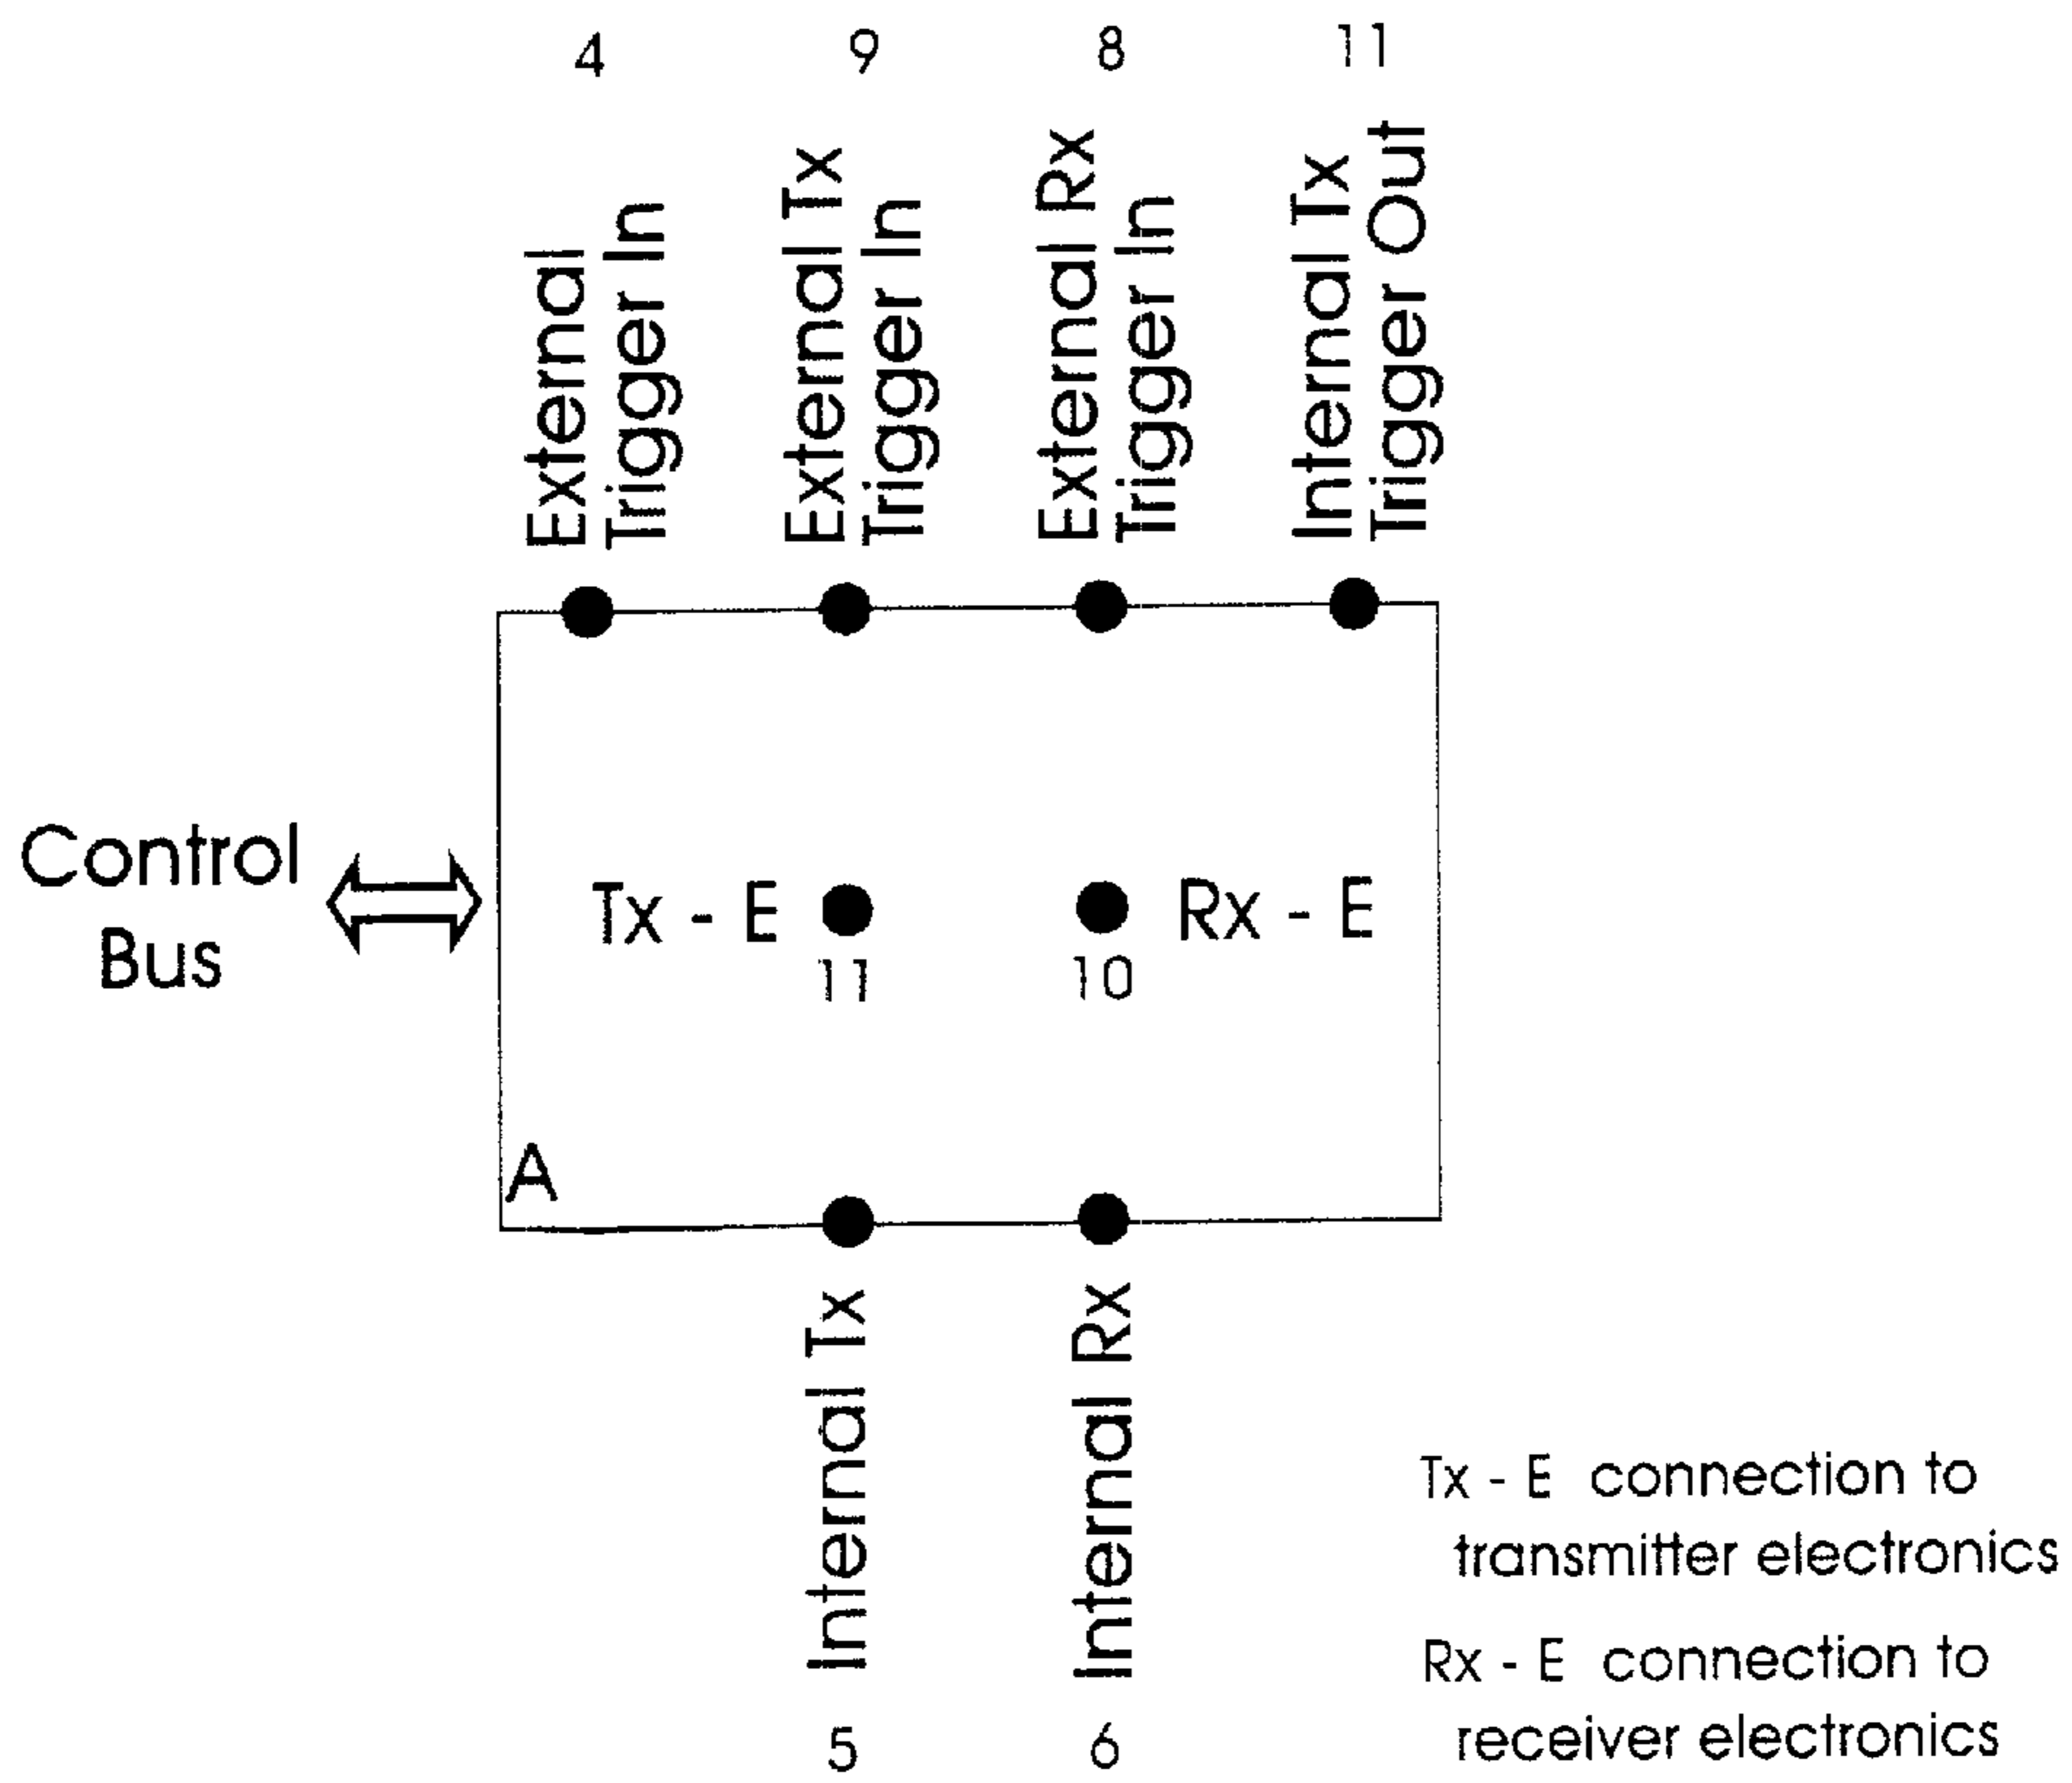 4
9
8
11
External
Trigger In
External Tx
Trigger In
External Rx
Trigger In
Internal Tx
Trigger Out
Control
Bus
Tx - E
11
10
Rx - E
A
Internal Tx
Internal Rx
5
6
Tx - E connection to
transmitter electronics
Rx - E connection to
receiver electronics